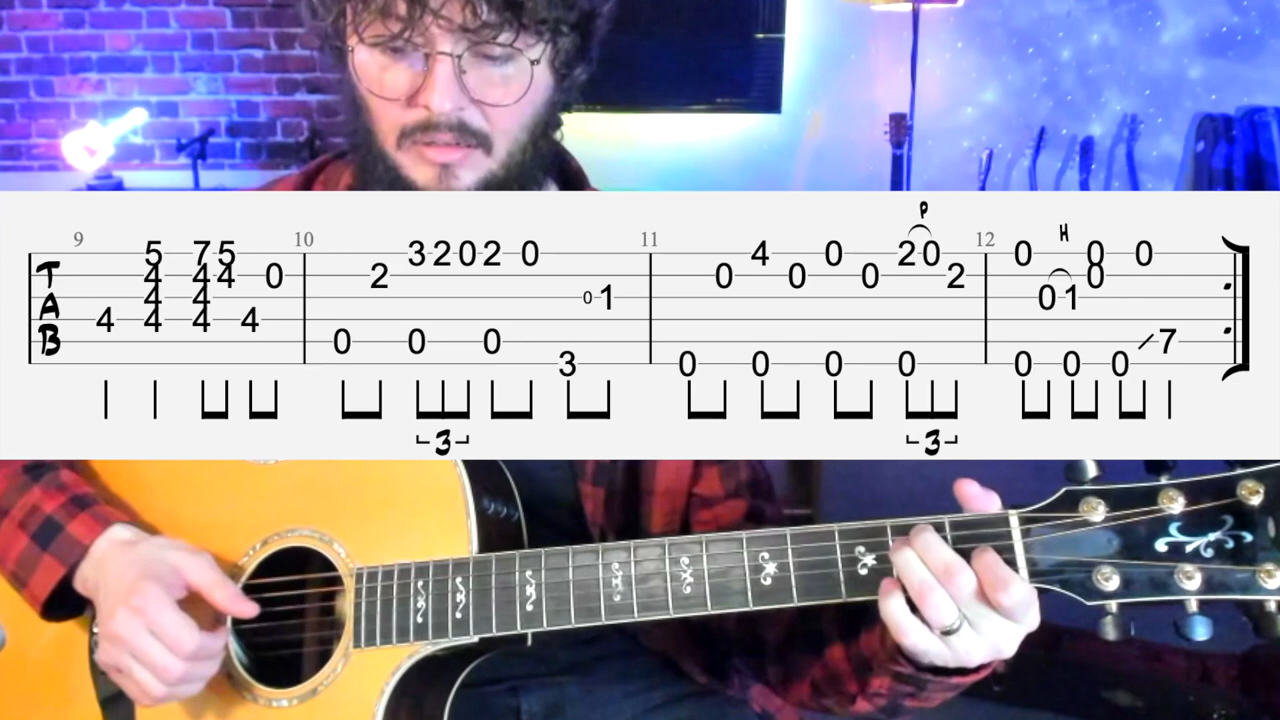 P
9 10 11 12 H
5 7 5 3 2 0 2 0 4 0 2 0 0 0 0
T 4 4 4 0 2 0 0 0 2 0
A 4 4 0 1 0 1
4 4 4 4
B 0 0 0 7
3 0 0 0 0 0 0 0
3 3